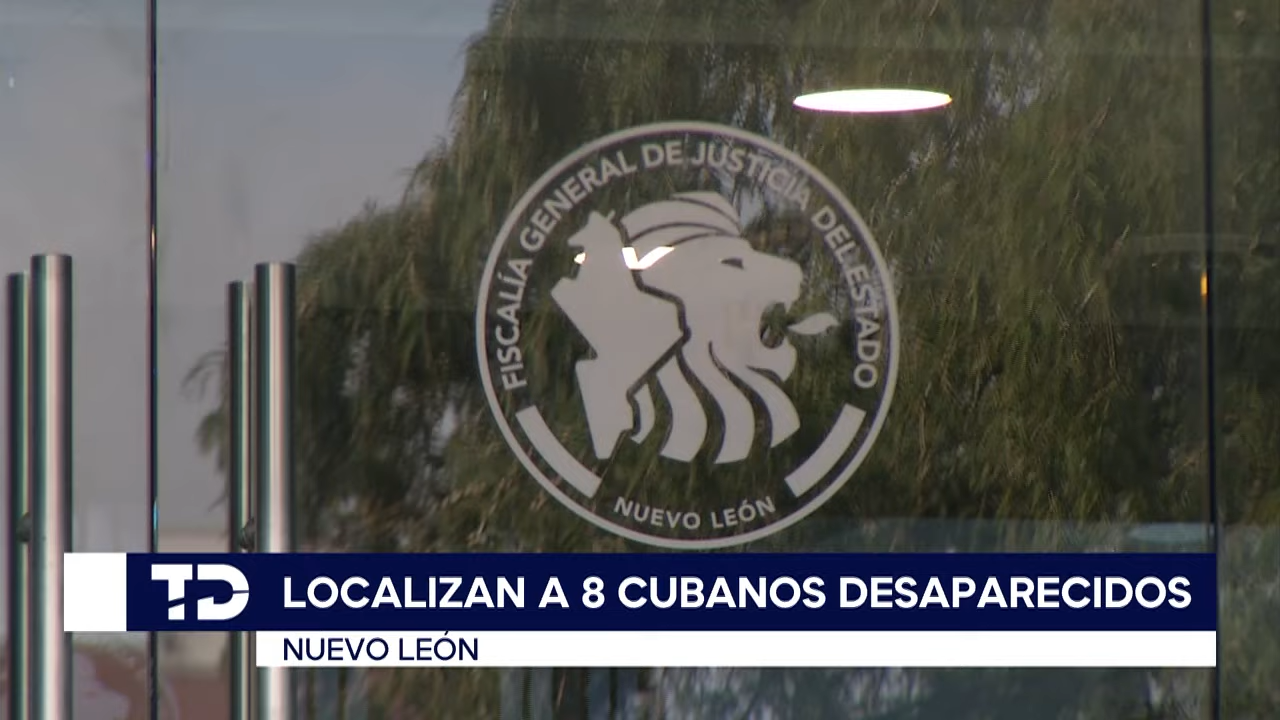 FISCALÍA GENERAL DE JUSTICIA DEL ESTADO
NUEVO LEÓN
TD LOCALIZAN A 8 CUBANOS DESAPARECIDOS
NUEVO LEÓN